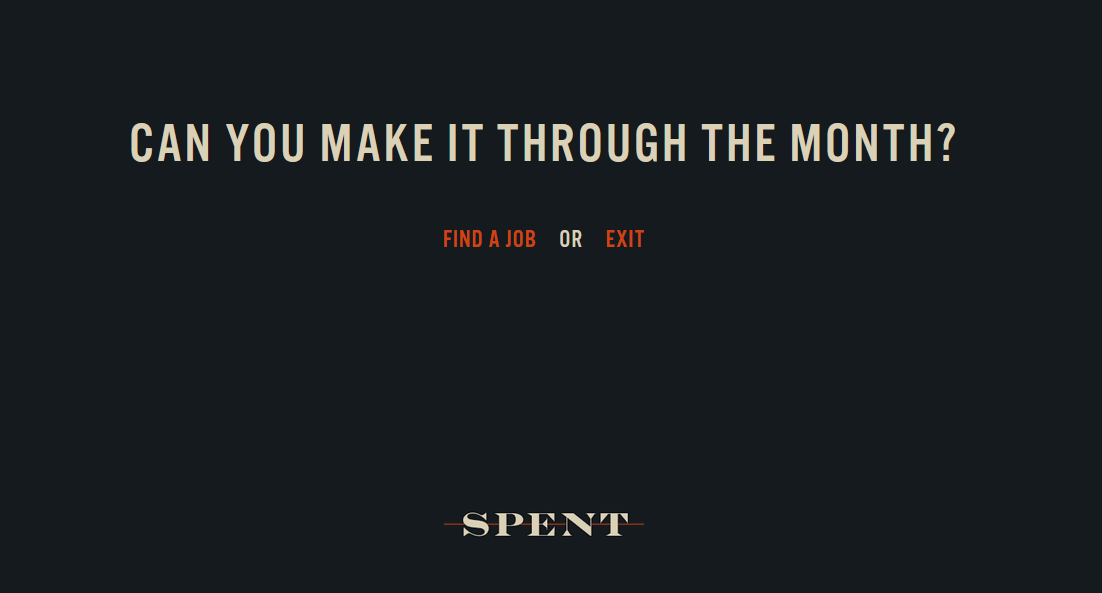 CAN YOU MAKE IT THROUGH THE MONTH?
FIND A JOB OR EXIT
SPENT